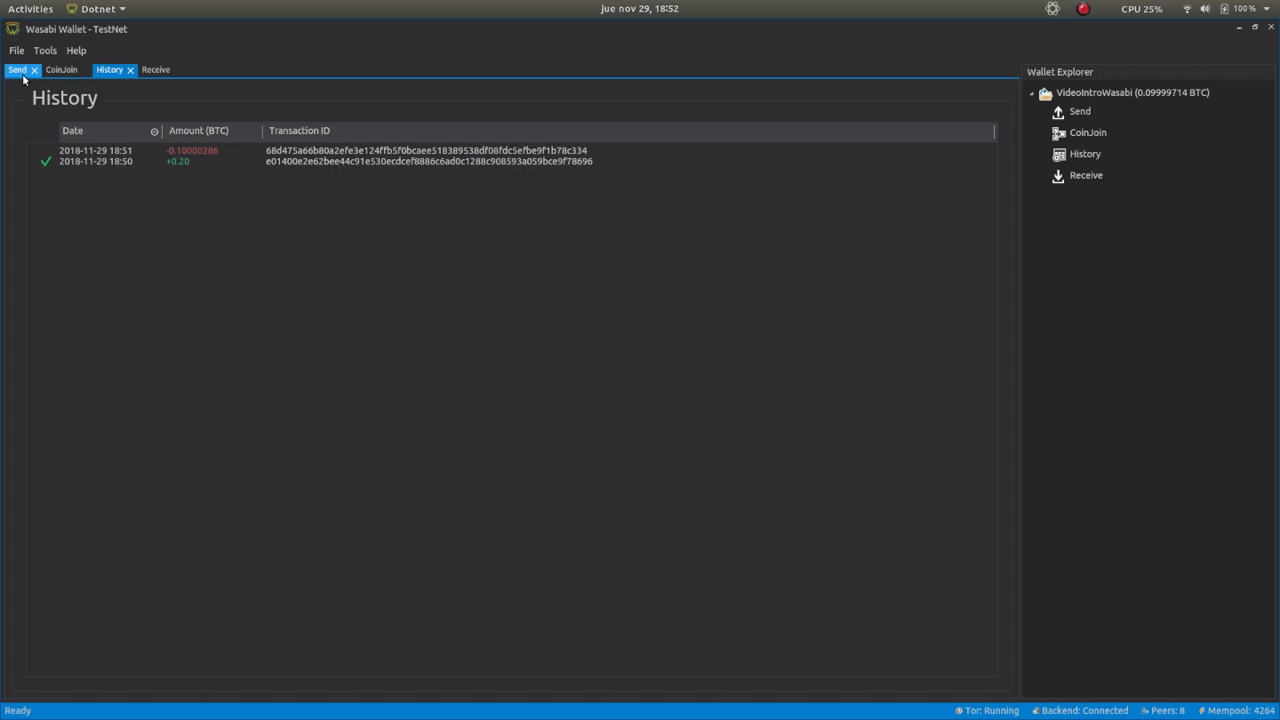 Activities Dotnet jue nov 29, 18:52 CPU 25% 100 %
Wasabi Wallet - TestNet
File Tools Help
Send CoinJoin History Receive
Wallet Explorer
History
VideoIntroWasabi (0.09999714 BTC)
Send
CoinJoin
History
Receive
Date Amount (BTC) Transaction ID
2018-11-29 18:51 -0.10000286 68d475a66b80a2efe3e124ffb5f0bcaee518389538df08fdc5efbe9f1b78c334
2018-11-29 18:50 +0.20 e01400e2e62bee44c91e530ecdcef8886c6ad0c1288c908593a059bce9f78696
Ready Tor: Running Backend: Connected Peers: 8 Mempool: 4264